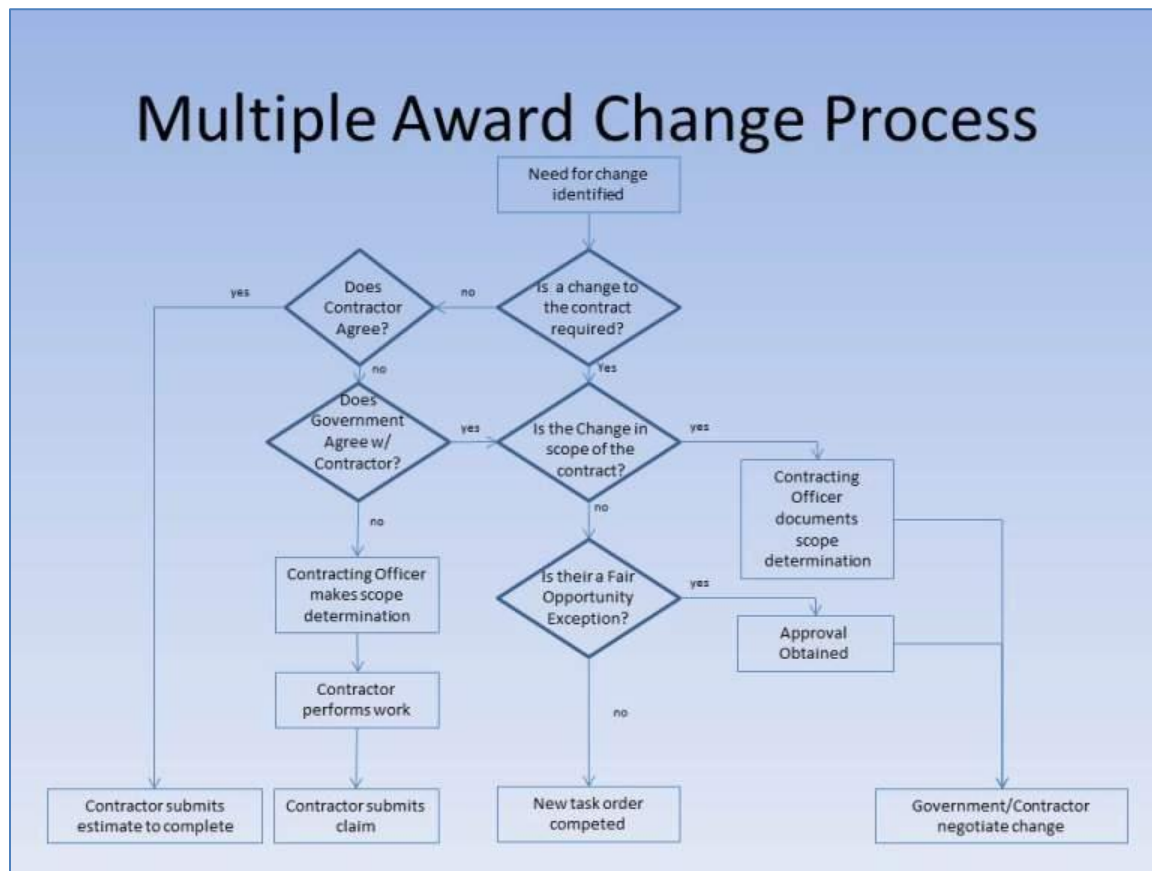 Multiple Award Change Process
Need for change
identified
Does
Contractor
Agree?
yes
no
Is a change to
the contract
required?
no
Yes
Does
Government
Agree w/
Contractor?
yes
Is the Change in
scope of the
contract?
yes
no
no
Contracting
Officer
documents
scope
determination
Contracting Officer
makes scope
determination
Is their a Fair
Opportunity
Exception?
yes
Approval
Obtained
Contractor
performs work
no
Contractor submits
estimate to complete
Contractor submits
claim
New task order
competed
Government/Contractor
negotiate change